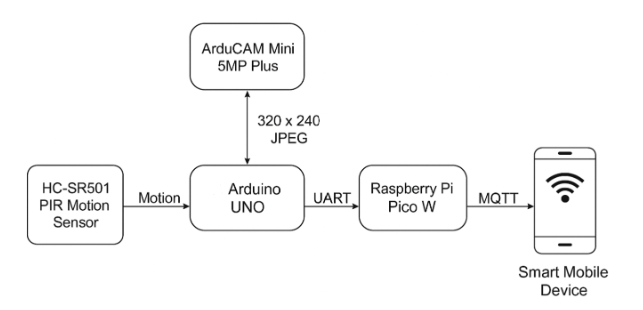 ArduCAM Mini
5MP Plus
320 x 240
JPEG
HC-SR501
PIR Motion
Sensor
Motion
Arduino
UNO
UART
Raspberry Pi
Pico W
MQTT
Smart Mobile
Device